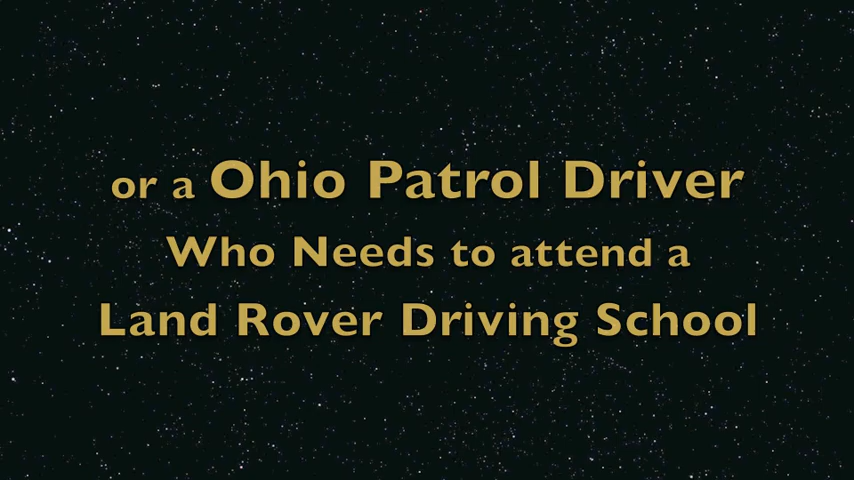 or a Ohio Patrol Driver
Who Needs to attend a
Land Rover Driving School